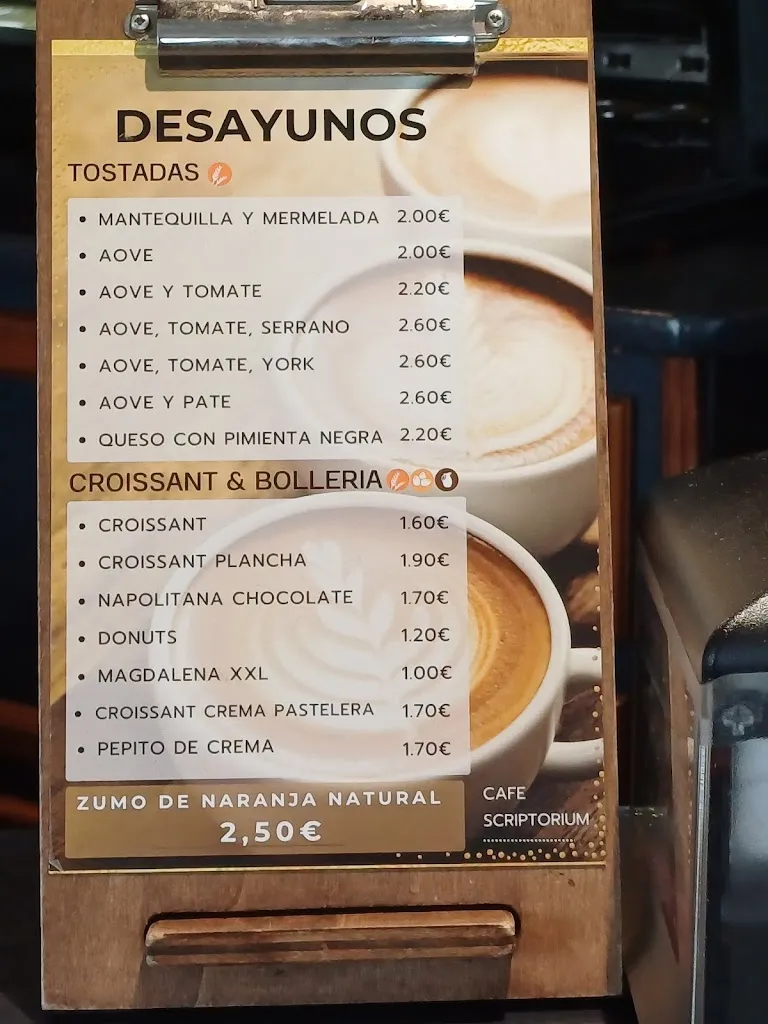 DESAYUNOS
TOSTADAS
• MANTEQUILLA Y MERMELADA 2.00€
• AOVE 2.00€
• AOVE Y TOMATE 2.20€
• AOVE, TOMATE, SERRANO 2.60€
• AOVE, TOMATE, YORK 2.60€
• AOVE Y PATE 2.60€
• QUESO CON PIMIENTA NEGRA 2.20€
CROISSANT & BOLLERIA
• CROISSANT 1.60€
• CROISSANT PLANCHA 1.90€
• NAPOLITANA CHOCOLATE 1.70€
• DONUTS 1.20€
• MAGDALENA XXL 1.00€
• CROISSANT CREMA PASTELERA 1.70€
• PEPITO DE CREMA 1.70€
ZUMO DE NARANJA NATURAL
2,50€
CAFE
SCRIPTORIUM